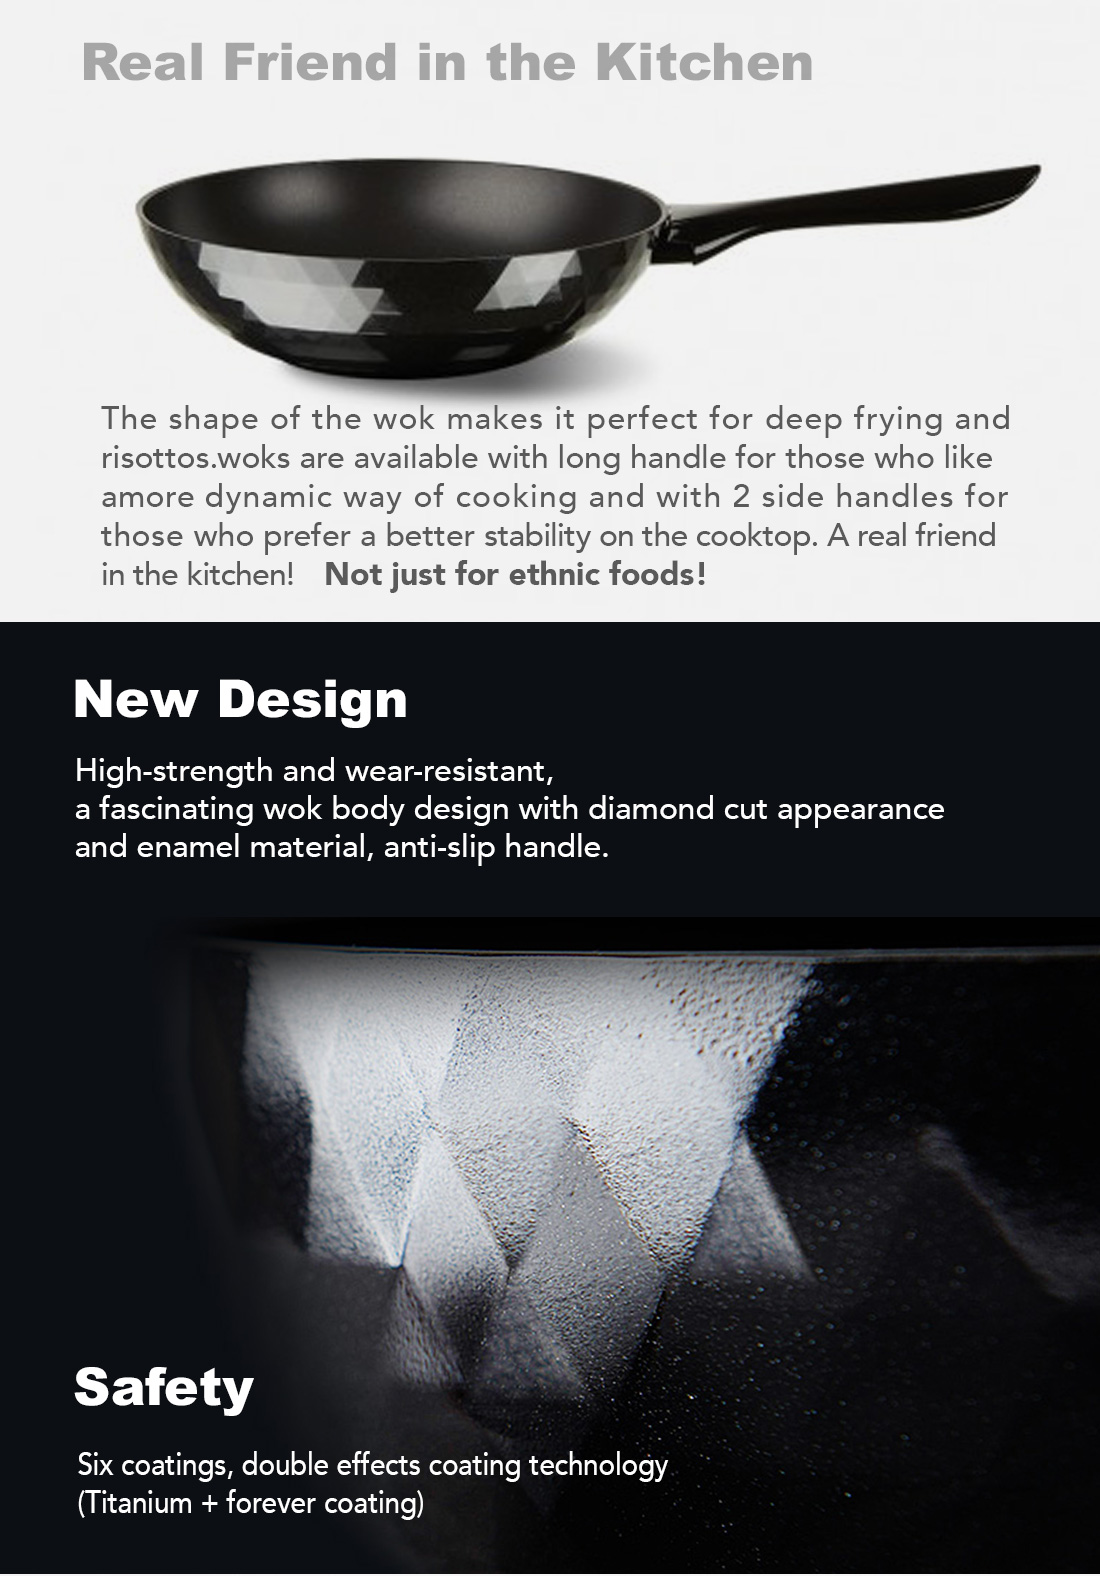 Real Friend in the Kitchen
The shape of the wok makes it perfect for deep frying and
risottos.woks are available with long handle for those who like
amore dynamic way of cooking and with 2 side handles for
those who prefer a better stability on the cooktop. A real friend
in the kitchen! Not just for ethnic foods!
New Design
High-strength and wear-resistant,
a fascinating wok body design with diamond cut appearance
and enamel material, anti-slip handle.
Safety
Six coatings, double effects coating technology
(Titanium + forever coating)